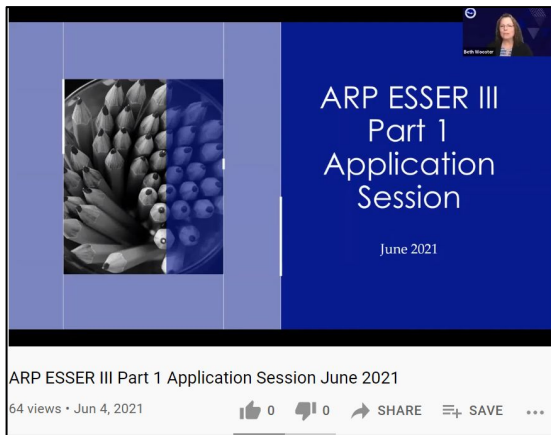 Beth Wooster
ARP ESSER III
Part 1
Application
Session
June 2021
ARP ESSER III Part 1 Application Session June 2021
64 views • Jun 4, 2021 0 0 SHARE SAVE